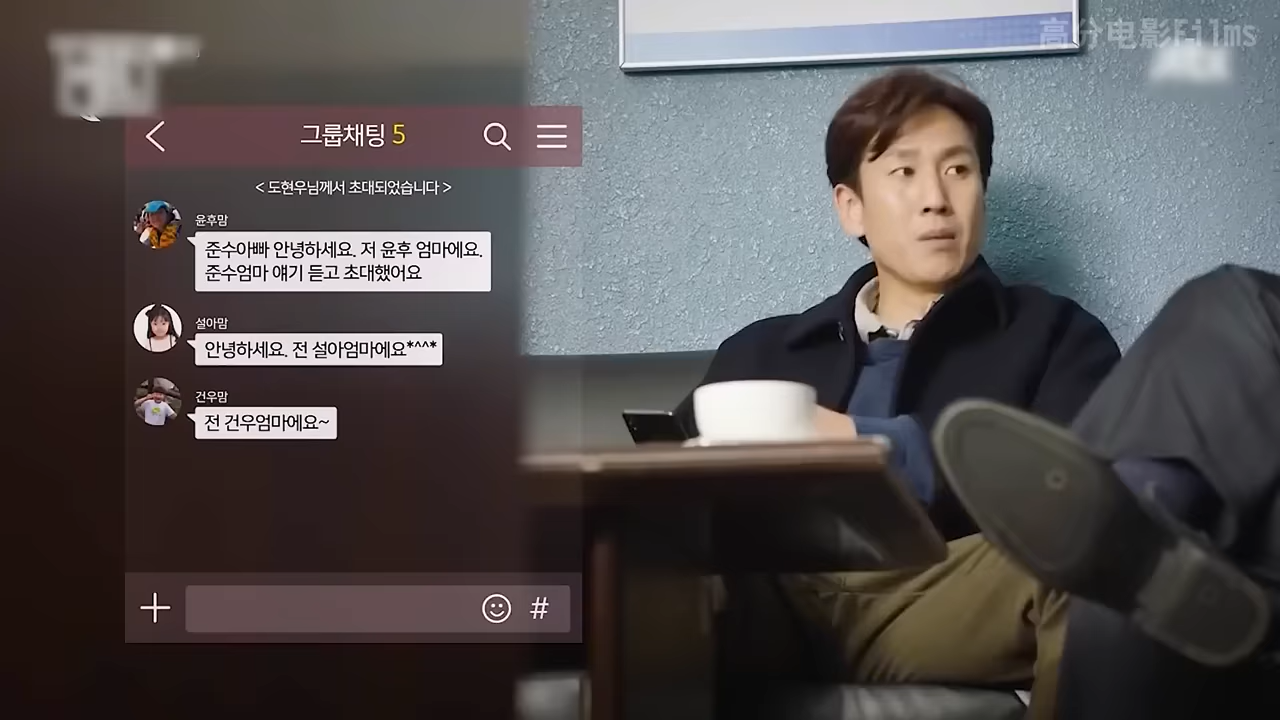 高分电影Films
그룹채팅 5
< 도현우님께서 초대되었습니다 >
윤후맘
준수아빠 안녕하세요. 저 윤후 엄마에요.
준수엄마 얘기 듣고 초대했어요
설아맘
안녕하세요. 전 설아엄마에요*^^*
건우맘
전 건우엄마에요~
#